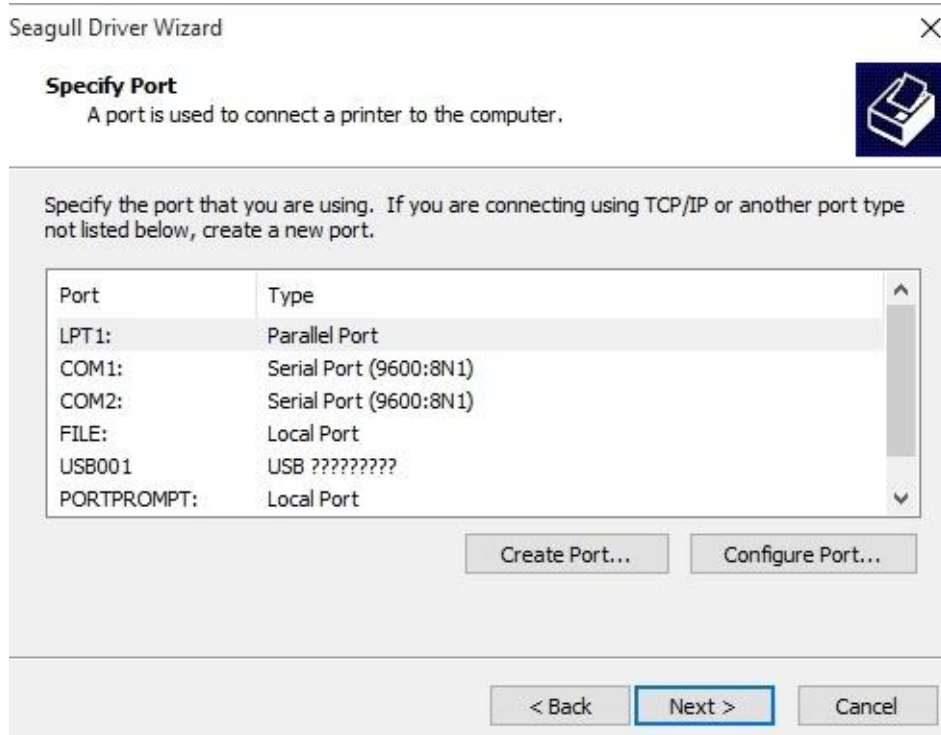 Seagull Driver Wizard
Specify Port
A port is used to connect a printer to the computer.
Specify the port that you are using. If you are connecting using TCP/IP or another port type
not listed below, create a new port.
Port Type
LPT1: Parallel Port
COM1: Serial Port (9600:8N1)
COM2: Serial Port (9600:8N1)
FILE: Local Port
USB001 USB ?????????
PORTPROMPT: Local Port
Create Port... Configure Port...
< Back Next > Cancel